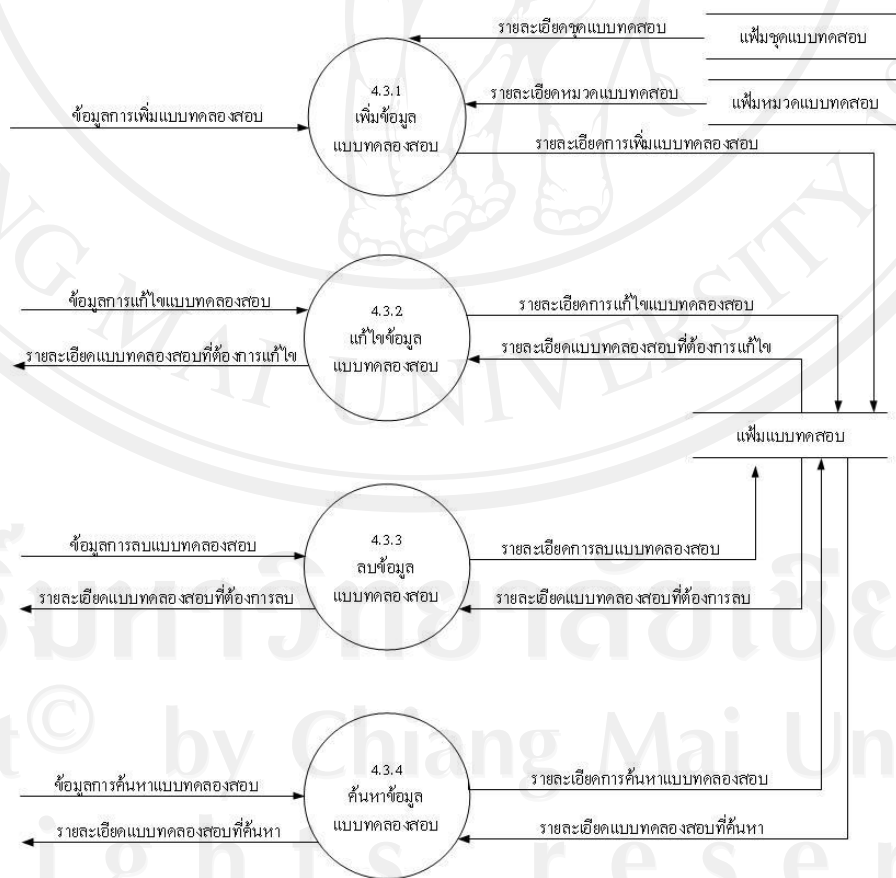 รายละเอียดชุดแบบทดสอบ
แฟ้มชุดแบบทดสอบ
4.3.1
เพิ่มข้อมูล
แบบทดลองสอบ
รายละเอียดหมวดแบบทดสอบ
แฟ้มหมวดแบบทดสอบ
ข้อมูลการเพิ่มแบบทดลองสอบ
รายละเอียดการเพิ่มแบบทดลองสอบ
NG MAI UNIVERSITY
ข้อมูลการแก้ไขแบบทดลองสอบ
4.3.2
แก้ไขข้อมูล
แบบทดลองสอบ
รายละเอียดการแก้ไขแบบทดลองสอบ
รายละเอียดแบบทดลองสอบที่ต้องการแก้ไข
รายละเอียดแบบทดลองสอบที่ต้องการแก้ไข
แฟ้มแบบทดสอบ
ข้อมูลการลบแบบทดลองสอบ
4.3.3
ลบข้อมูล
แบบทดลองสอบ
รายละเอียดการลบแบบทดลองสอบ
รายละเอียดแบบทดลองสอบที่ต้องการลบ
รายละเอียดแบบทดลองสอบที่ต้องการลบ
t© by Chiang Mai Un
ข้อมูลการค้นหาแบบทดลองสอบ
4.3.4
ค้นหาข้อมูล
แบบทดลองสอบ
รายละเอียดการค้นหาแบบทดลองสอบ
รายละเอียดแบบทดลองสอบที่ค้นหา
รายละเอียดแบบทดลองสอบที่ค้นหา
ights reser